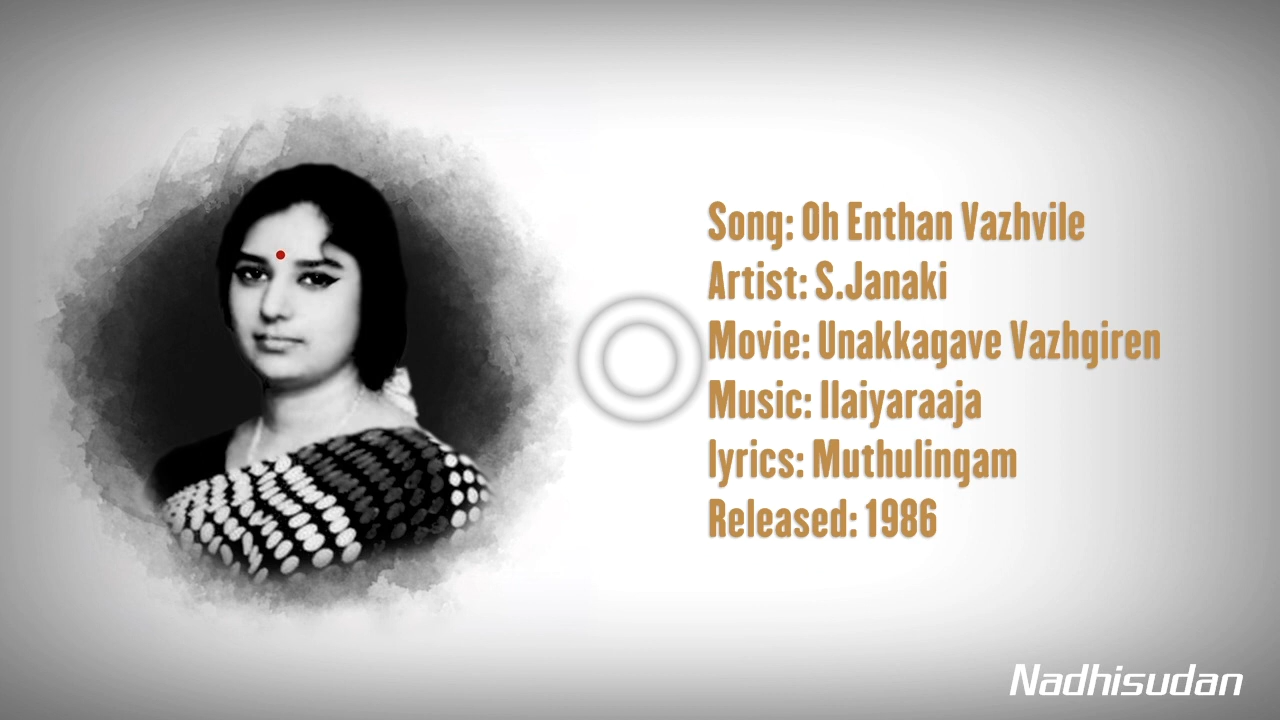 Song: Oh Enthan Vazhvile
Artist: S.Janaki
Movie: Unakkagave Vazhgiren
Music: Ilaiyaraaja
lyrics: Muthulingam
Released: 1986
Nadhisudan